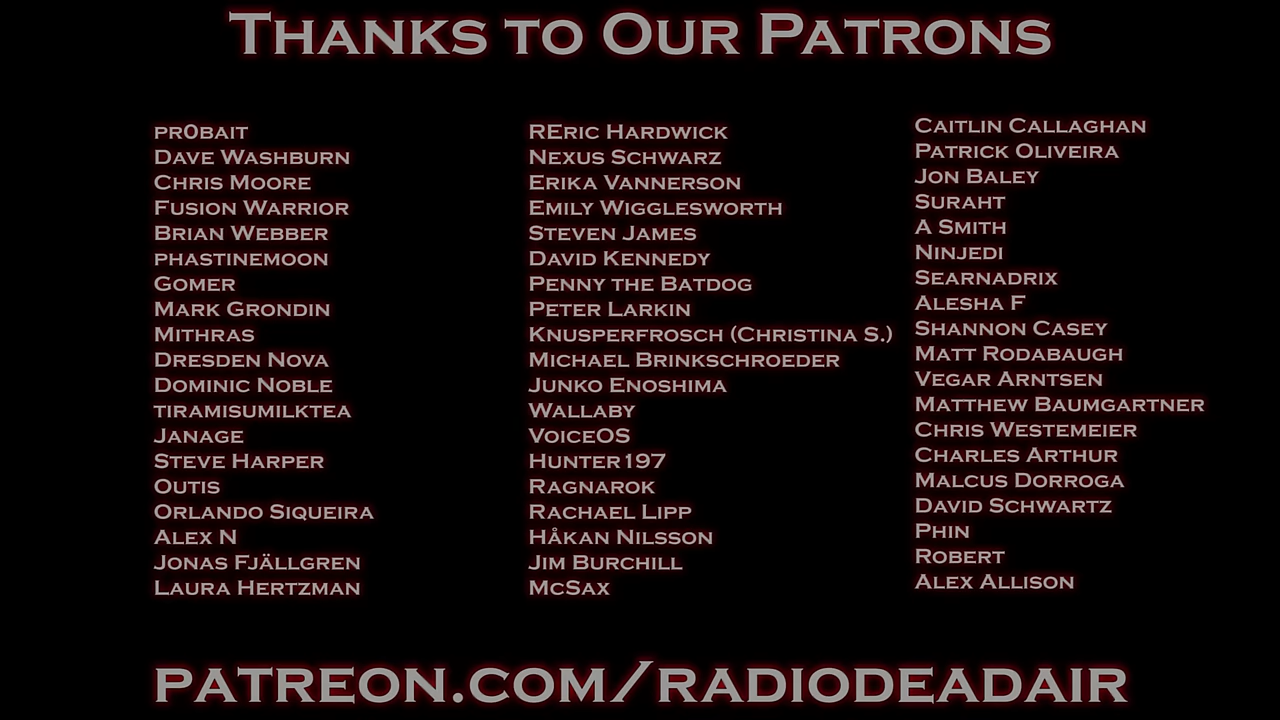 Thanks to Our Patrons
pr0bait
Dave Washburn
Chris Moore
Fusion Warrior
Brian Webber
phastinemoon
Gomer
Mark Grondin
Mithras
Dresden Nova
Dominic Noble
tiramisumilktea
Janage
Steve Harper
Outis
Orlando Siqueira
Alex N
Jonas Fjällgren
Laura Hertzman
REric Hardwick
Nexus Schwarz
Erika Vannerson
Emily Wigglesworth
Steven James
David Kennedy
Penny the Batdog
Peter Larkin
Knusperfrosch (Christina S.)
Michael Brinkschroeder
Junko Enoshima
Wallaby
VoiceOS
Hunter197
Ragnarok
Rachael Lipp
Håkan Nilsson
Jim Burchill
McSax
Caitlin Callaghan
Patrick Oliveira
Jon Baley
Suraht
A Smith
Ninjedi
Searnadrix
Alesha F
Shannon Casey
Matt Rodabaugh
Vegar Arntsen
Matthew Baumgartner
Chris Westemeier
Charles Arthur
Malcus Dorroga
David Schwartz
Phin
Robert
Alex Allison
patreon.com/radiodeadair